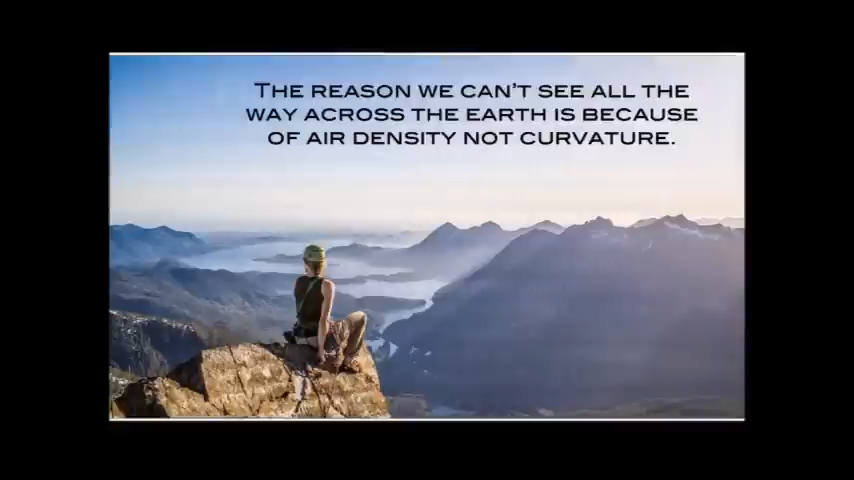 THE REASON WE CAN'T SEE ALL THE
WAY ACROSS THE EARTH IS BECAUSE
OF AIR DENSITY NOT CURVATURE.